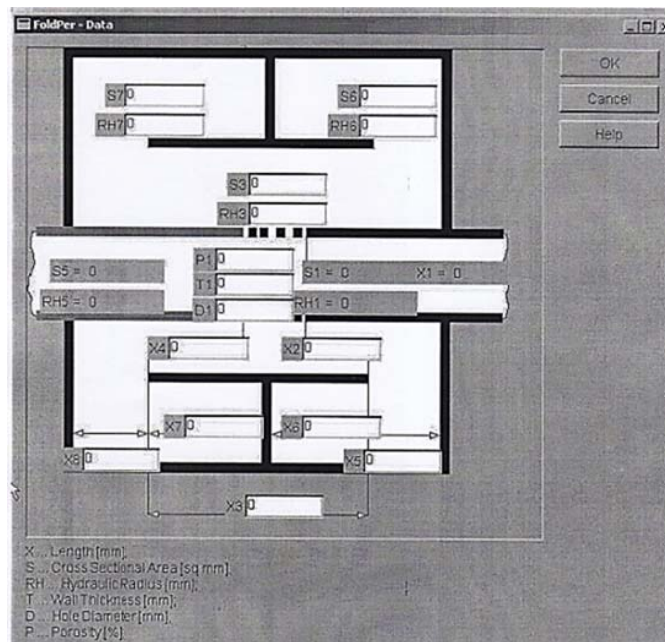 FoldPer - Data
OK
Cancel
Help
S7 0
S6 0
RH7 0
RH6 0
S3 0
RH3 0
P1 0
S5 = 0
T1 0
S1 = 0
X1 = 0
RH5 = 0
D1 0
RH1 = 0
X4 0
X2 0
X7 0
X6 0
X8 0
X5 0
X3 0
X ... Length [mm];
S ... Cross Sectional Area [sq mm];
RH ... Hydraulic Radius [mm];
T ... Wall Thickness [mm];
D ... Hole Diameter [mm];
P ... Porosity [%];